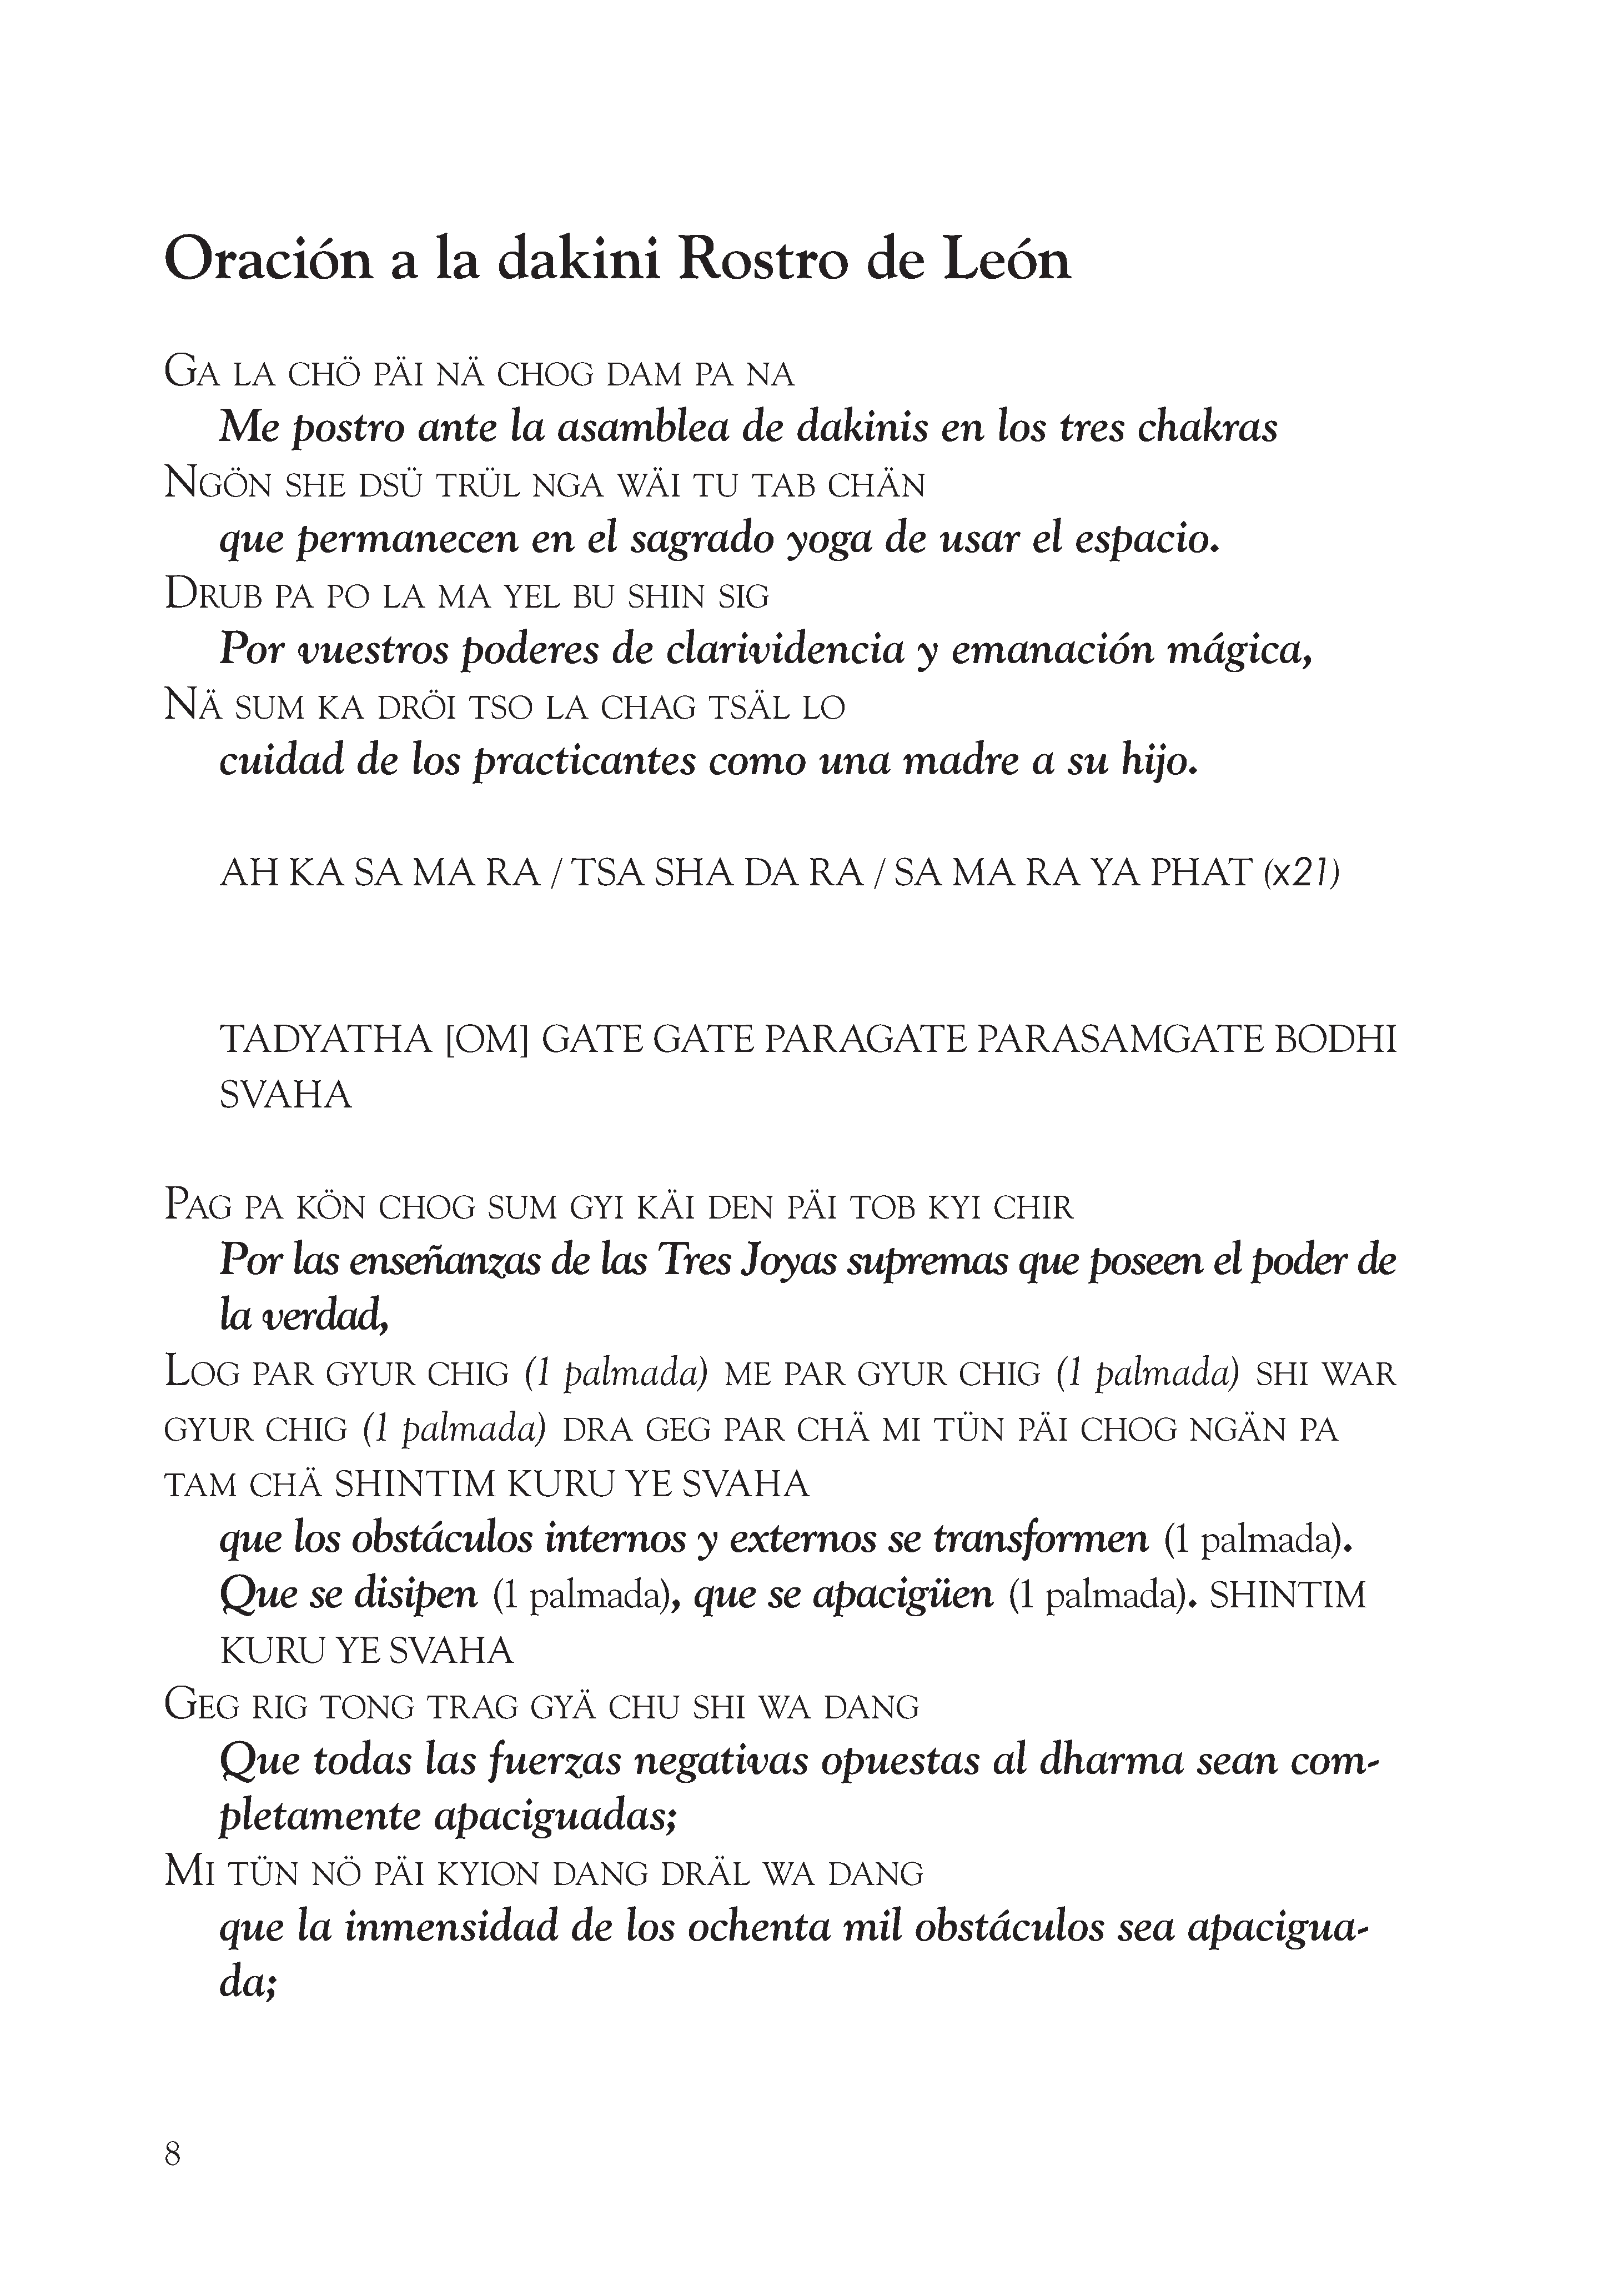 Oración a la dakini Rostro de León
Ga la chö päi nä chog dam pa na
Me postro ante la asamblea de dakinis en los tres chakras
Ngön she dsü trül nga wäi tu tab chän
que permanecen en el sagrado yoga de usar el espacio.
Drub pa po la ma yel bu shin sig
Por vuestros poderes de clarividencia y emanación mágica,
Nä sum ka dröi tso la chag tsäl lo
cuidad de los practicantes como una madre a su hijo.
AH KA SA MA RA / TSA SHA DA RA / SA MA RA YA PHAT (x21)
TADYATHA [OM] GATE GATE PARAGATE PARASAMGATE BODHI
SVAHA
Pag pa kön chog sum gyi käi den päi tob kyi chir
Por las enseñanzas de las Tres Joyas supremas que poseen el poder de
la verdad,
Log par gyur chig (1 palmada) me par gyur chig (1 palmada) shi war
gyur chig (1 palmada) dra geg par chä mi tün päi chog ngän pa
tam chä SHINTIM KURU YE SVAHA
que los obstáculos internos y externos se transformen (1 palmada).
Que se disipen (1 palmada), que se apacigüen (1 palmada). SHINTIM
KURU YE SVAHA
Geg rig tong trag gyä chu shi wa dang
Que todas las fuerzas negativas opuestas al dharma sean com-
pletamente apaciguadas;
Mi tün nö päi kyion dang dräl wa dang
que la inmensidad de los ochenta mil obstáculos sea apacigua-
da;
8